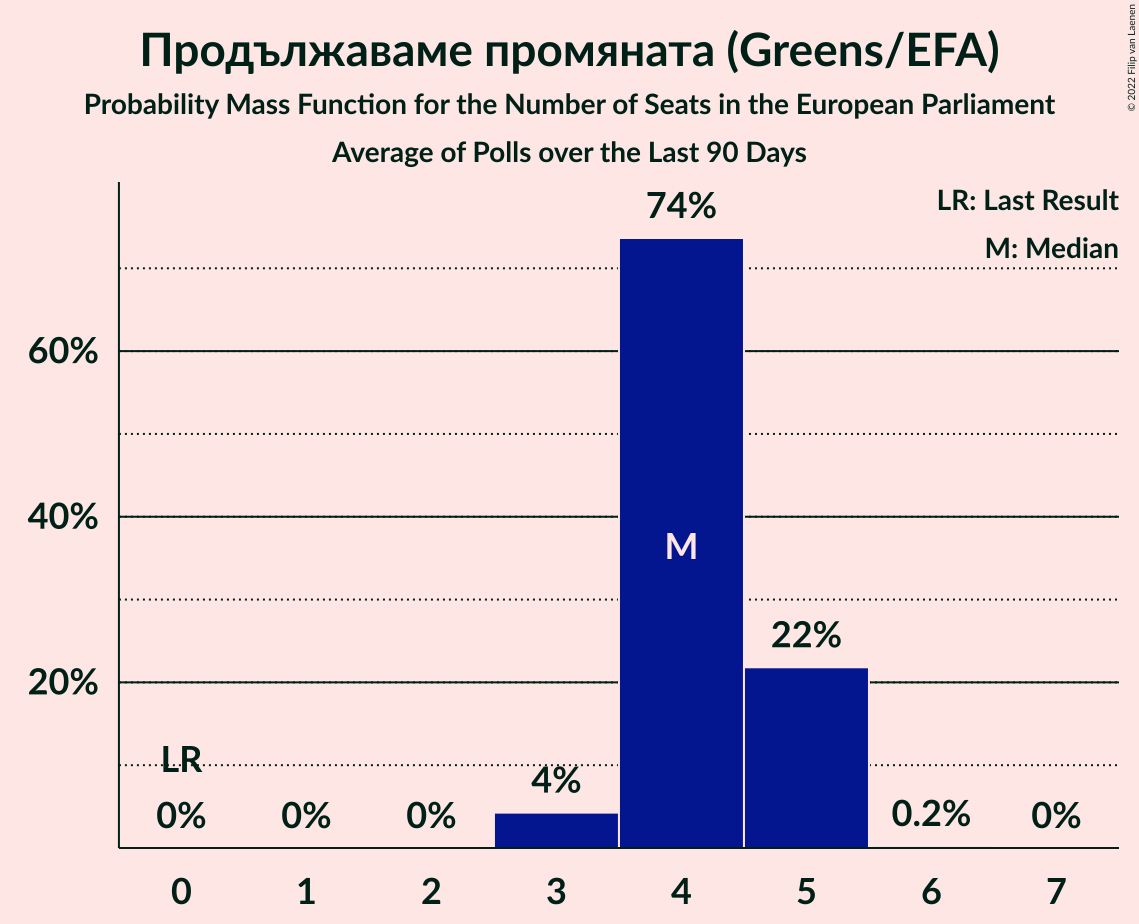 Продължаваме промяната (Greens/EFA)
Probability Mass Function for the Number of Seats in the European Parliament
Average of Polls over the Last 90 Days
© 2022 Filip van Laenen
LR: Last Result
M: Median
74%
60%
40%
M
22%
20%
LR
0%
0%
0%
4%
0.2%
0%
0
1
2
3
4
5
6
7